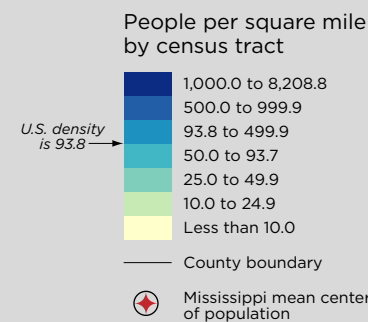 People per square mile
by census tract
1,000.0 to 8,208.8
500.0 to 999.9
93.8 to 499.9
U.S. density
is 93.8
50.0 to 93.7
25.0 to 49.9
10.0 to 24.9
Less than 10.0
County boundary
Mississippi mean center
of population